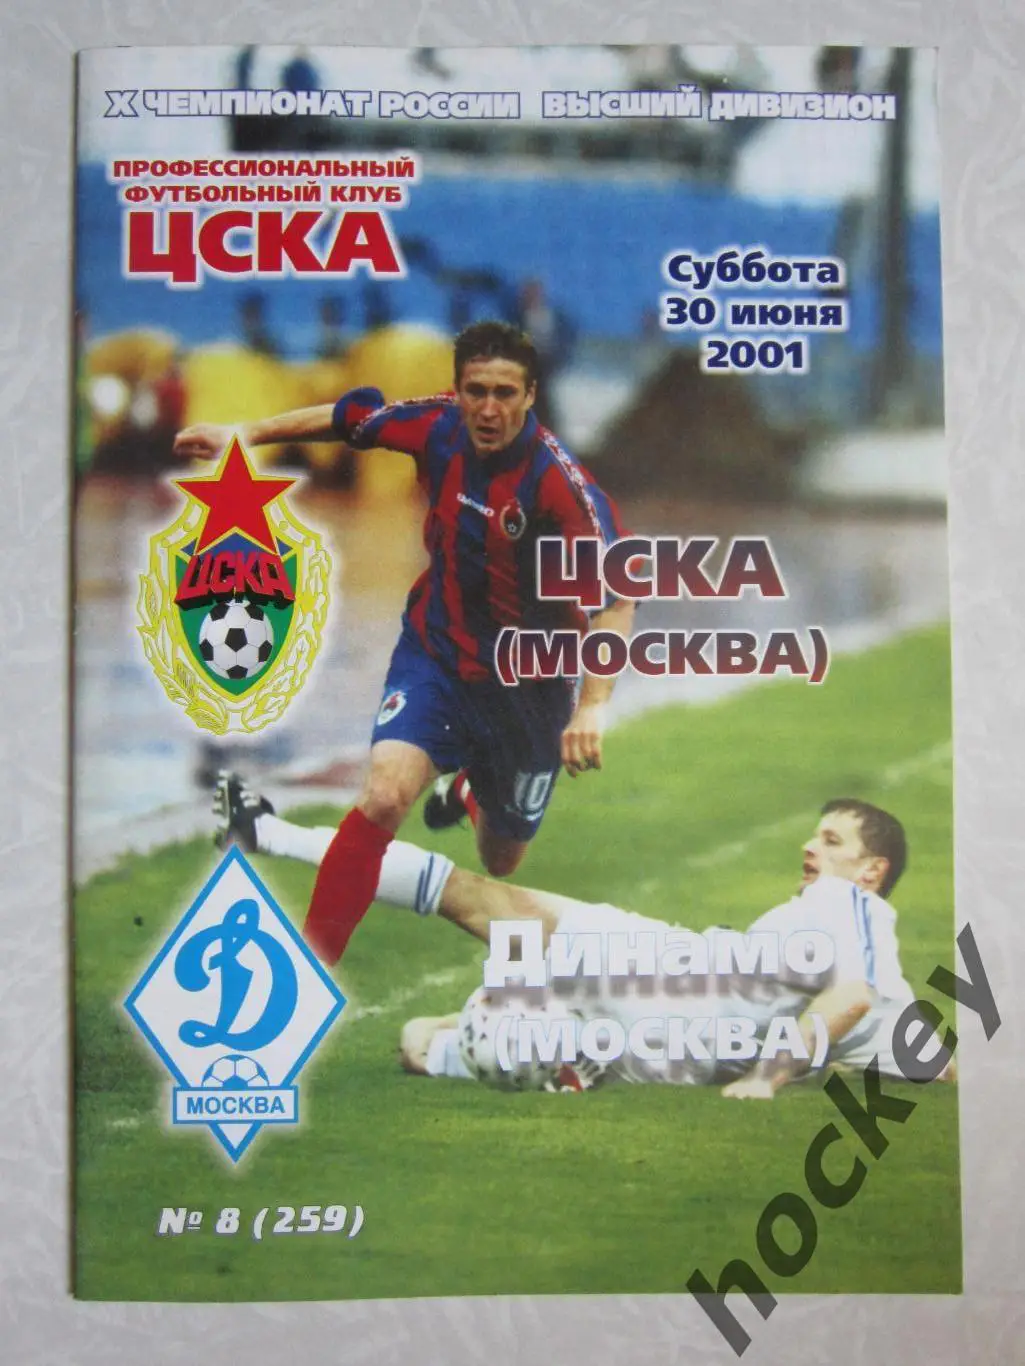 X ЧЕМПИОНАТ РОССИИ ВЫСШИЙ ДИВИЗИОН
ПРОФЕССИОНАЛЬНЫЙ
ФУТБОЛЬНЫЙ КЛУБ
ЦСКА
Суббота
30 июня
2001
ЦСКА
ЦСКА
(МОСКВА)
10
Динамо
(МОСКВА)
Д
МОСКВА
№ 8 (259)
hockey